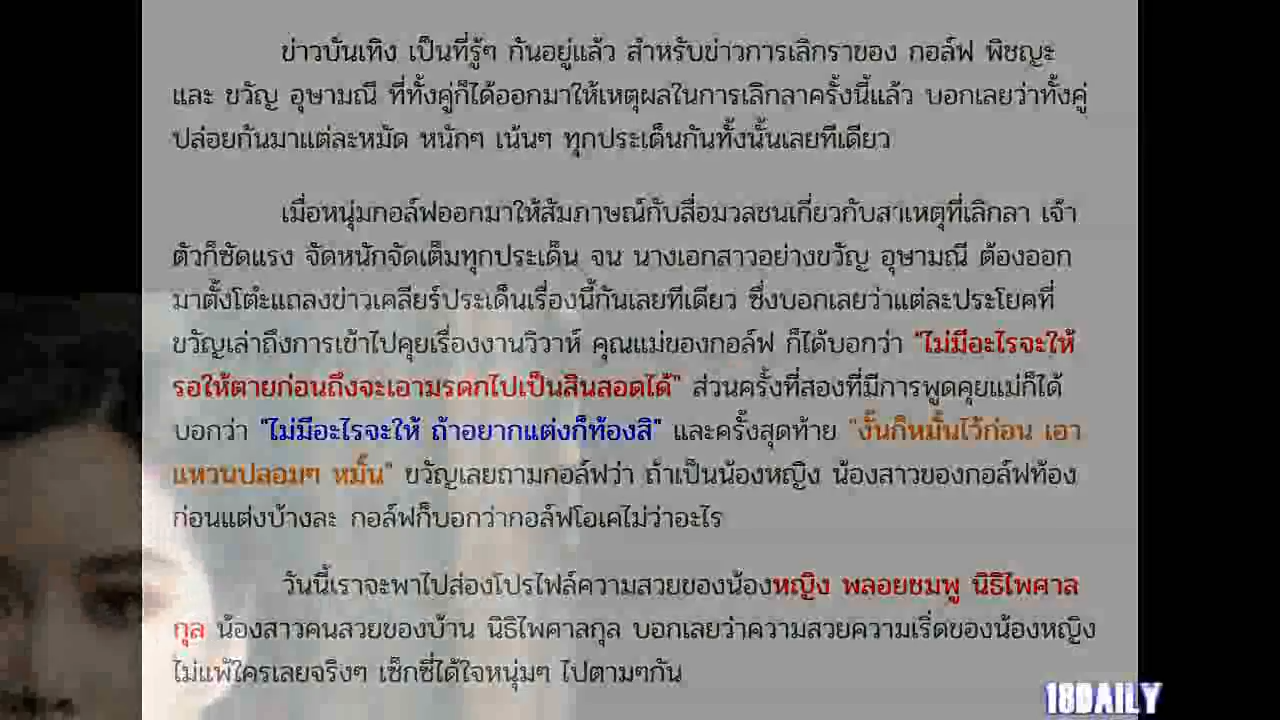 ข่าวบันเทิง เป็นที่รู้ๆ กันอยู่แล้ว สำหรับข่าวการเลิกราของ กอล์ฟ พิชญะ
และ ขวัญ อุษามณี ที่ทั้งคู่ก็ได้ออกมาให้เหตุผลในการเลิกลาครั้งนี้แล้ว บอกเลยว่าทั้งคู่
ปล่อยกันมาแต่ละหมัด หนักๆ เน้นๆ ทุกประเด็นกันทั้งนั้นเลยทีเดียว
เมื่อหนุ่มกอล์ฟออกมาให้สัมภาษณ์กับสื่อมวลชนเกี่ยวกับสาเหตุที่เลิกลา เจ้า
ตัวก็ซัดแรง จัดหนักจัดเต็มทุกประเด็น จน นางเอกสาวอย่างขวัญ อุษามณี ต้องออก
มาตั้งโต๊ะแถลงข่าวเคลียร์ประเด็นเรื่องนี้กันเลยทีเดียว ซึ่งบอกเลยว่าแต่ละประโยคที่
ขวัญเล่าถึงการเข้าไปคุยเรื่องงานวิวาห์ คุณแม่ของกอล์ฟ ก็ได้บอกว่า "ไม่มีอะไรจะให้
รอให้ตายก่อนถึงจะเอามรดกไปเป็นสินสอดได้" ส่วนครั้งที่สองที่มีการพูดคุยแม่ก็ได้
บอกว่า "ไม่มีอะไรจะให้ ถ้าอยากแต่งก็ท้องสิ" และครั้งสุดท้าย "งั้นก็หมั้นไว้ก่อน เอา
แหวนปลอมๆ หมั้น" ขวัญเลยถามกอล์ฟว่า ถ้าเป็นน้องหญิง น้องสาวของกอล์ฟท้อง
ก่อนแต่งบ้างละ กอล์ฟก็บอกว่ากอล์ฟโอเคไม่ว่าอะไร
วันนี้เราจะพาไปส่องโปรไฟล์ความสวยของน้องหญิง พลอยชมพู นิธิไพศาล
กุล น้องสาวคนสวยของบ้าน นิธิไพศาลกุล บอกเลยว่าความสวยความเริ่ดของน้องหญิง
ไม่แพ้ใครเลยจริงๆ เซ็กซี่ได้ใจหนุ่มๆ ไปตามๆกัน
18DAILY